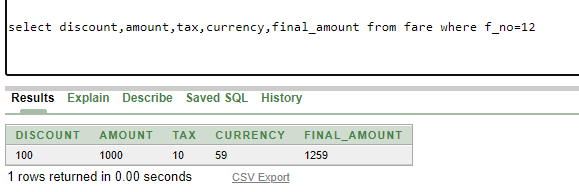 select discount,amount,tax,currency,final_amount from fare where f_no=12
Results Explain Describe Saved SQL History
DISCOUNT AMOUNT TAX CURRENCY FINAL_AMOUNT
100 1000 10 59 1259
1 rows returned in 0.00 seconds CSV Export